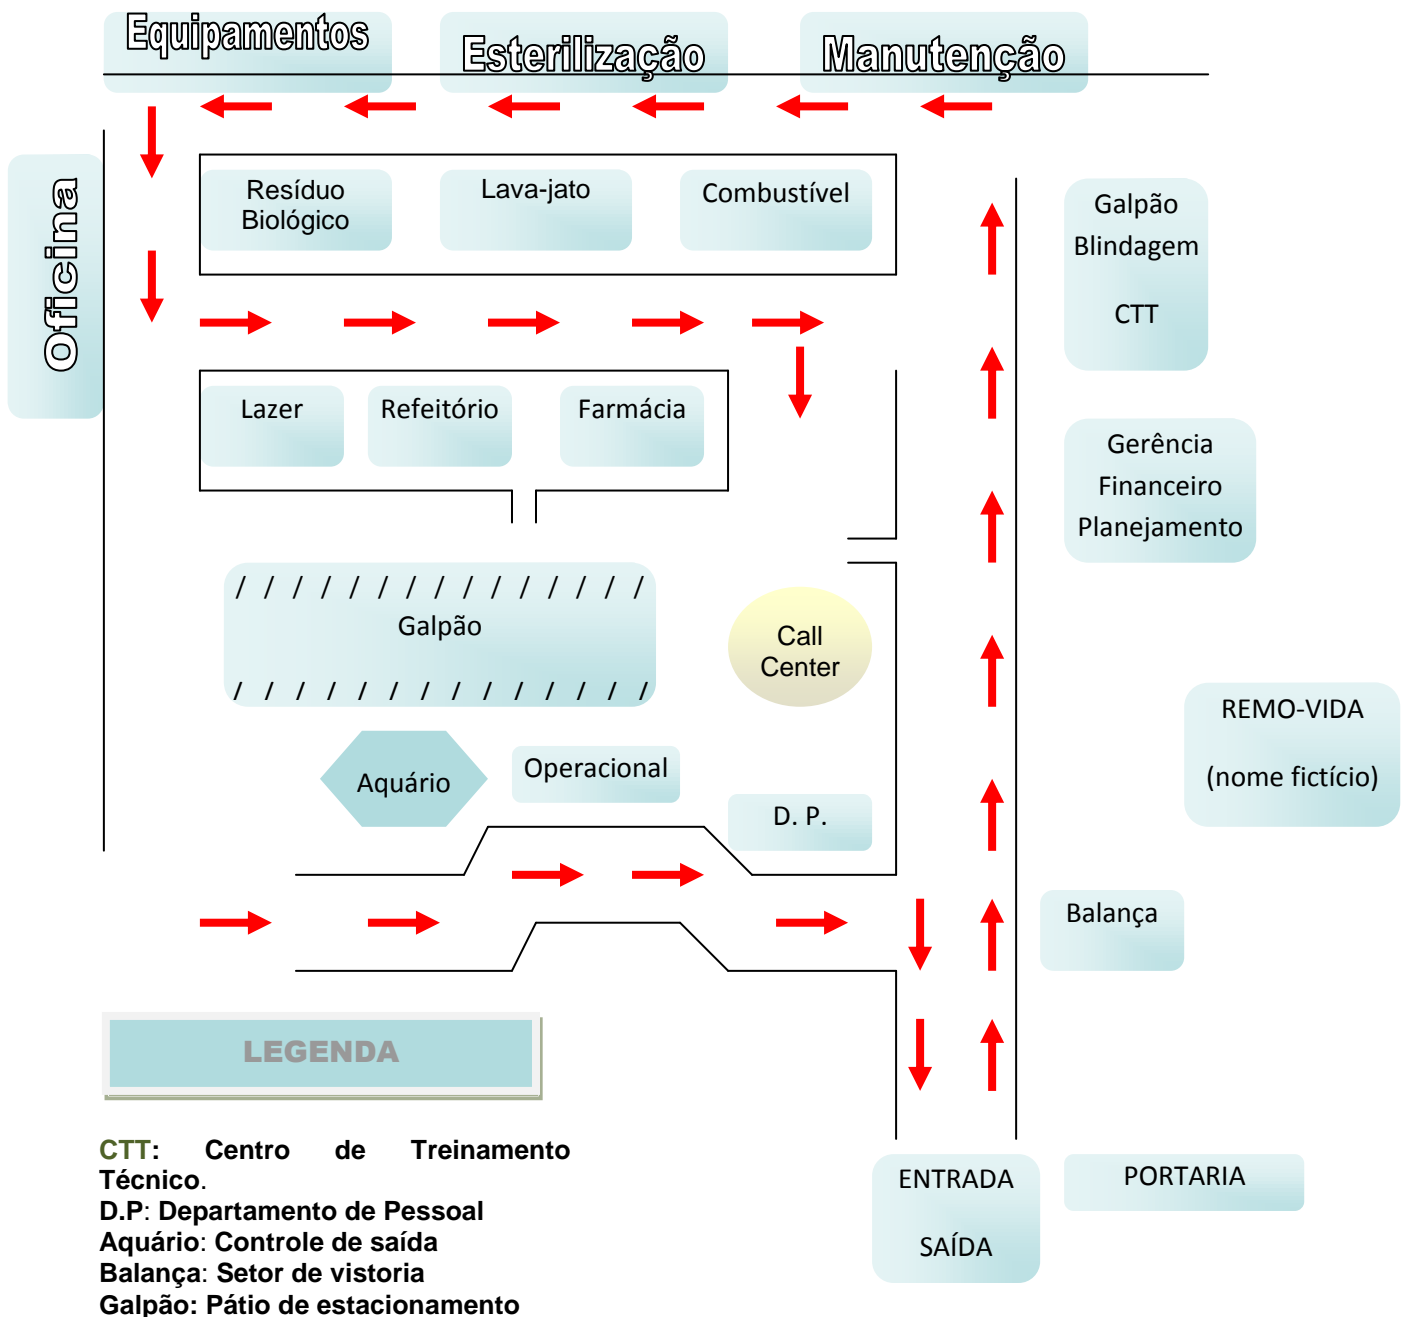 Equipamentos
Esterilização
Manutenção
Oficina
Resíduo
Biológico
Lava-jato
Combustível
Galpão
Blindagem
CTT
Lazer
Refeitório
Farmácia
Gerência
Financeiro
Planejamento
/ / / / / / / / / / / / / / /
Galpão
/ / / / / / / / / / / / / / /
Call
Center
REMO-VIDA
(nome fictício)
Aquário
Operacional
D. P.
Balança
LEGENDA
CTT: Centro de Treinamento
Técnico.
D.P: Departamento de Pessoal
Aquário: Controle de saída
Balança: Setor de vistoria
Galpão: Pátio de estacionamento
ENTRADA
SAÍDA
PORTARIA